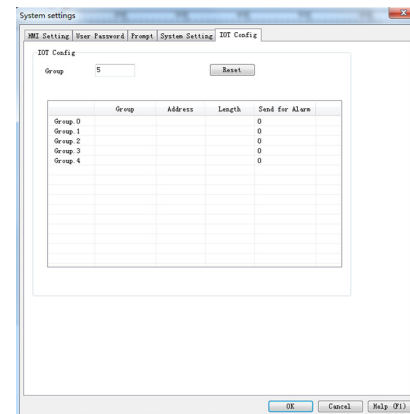 System settings
HMI Setting User Password Prompt System Setting IOT Config
IOT Config
Group 5 Reset
Group Address Length Send for Alarm
Group.0 0
Group.1 0
Group.2 0
Group.3 0
Group.4 0
OK Cancel Help (F1)